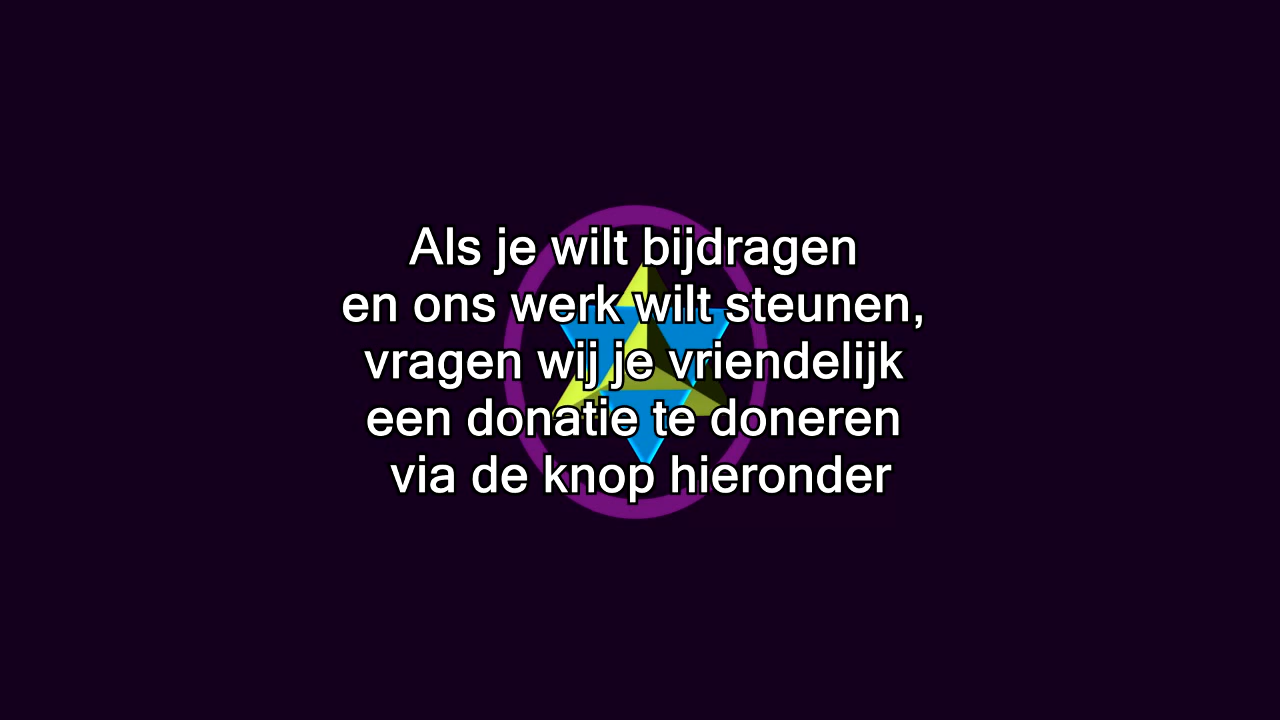 Als je wilt bijdragen
en ons werk wilt steunen,
vragen wij je vriendelijk
een donatie te doneren
via de knop hieronder